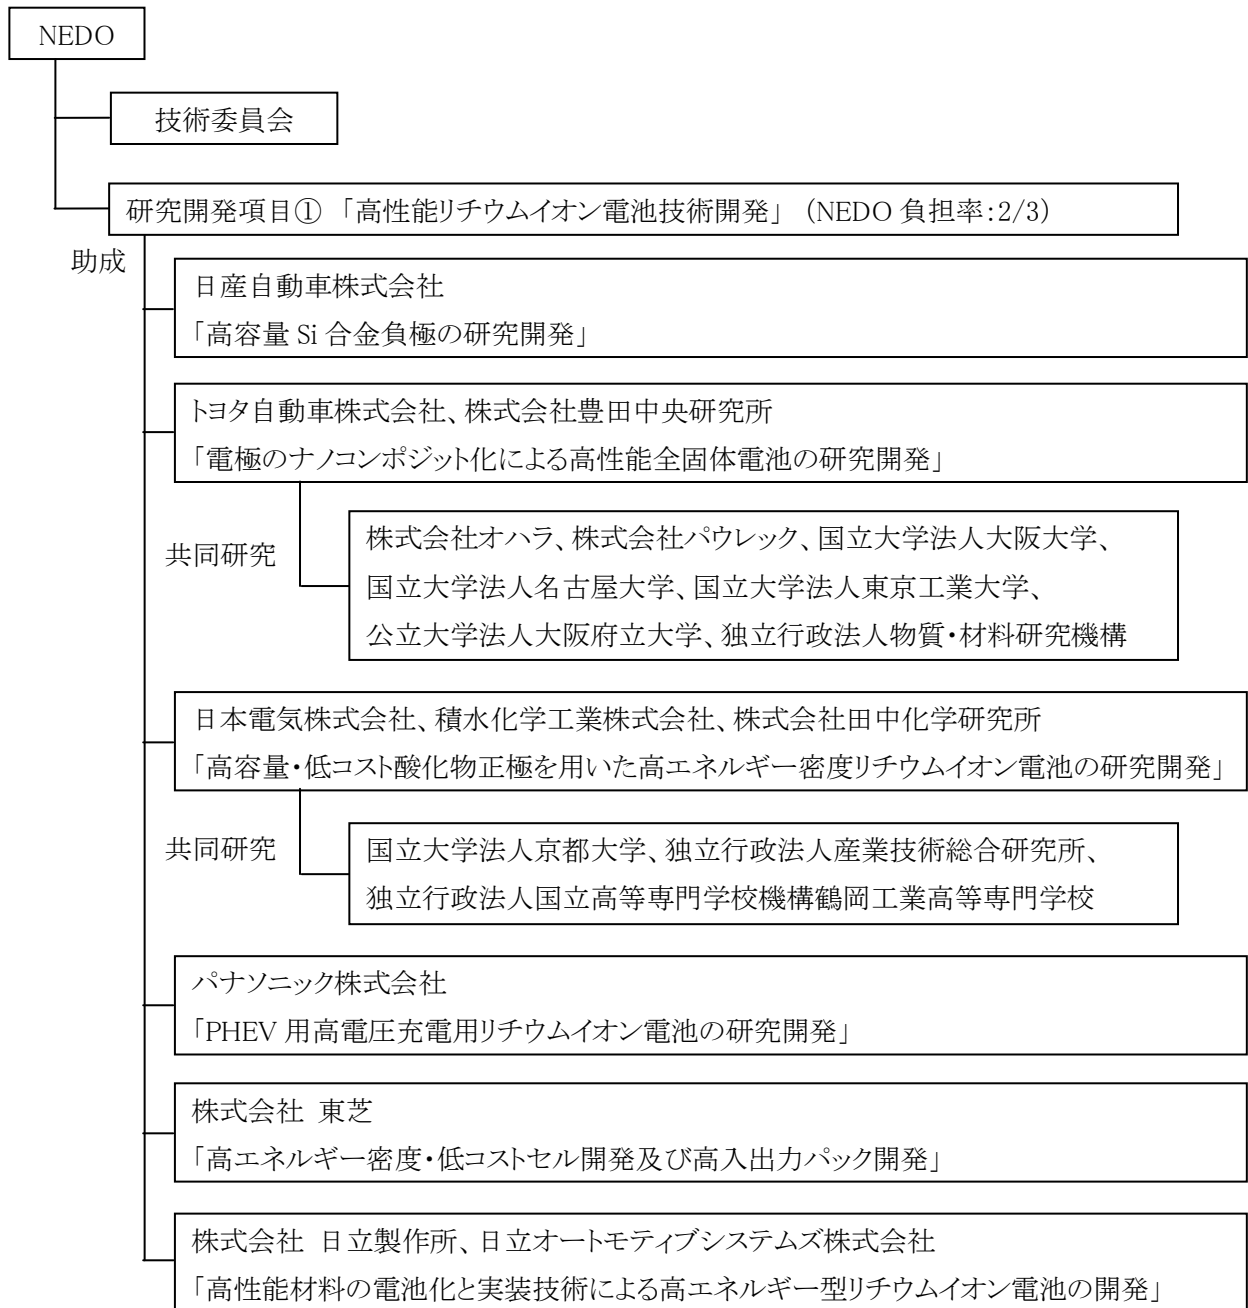 NEDO
技術委員会
研究開発項目① 「高性能リチウムイオン電池技術開発」 (NEDO 負担率:2/3)
助成
日産自動車株式会社
「高容量 Si 合金負極の研究開発」
トヨタ自動車株式会社、株式会社豊田中央研究所
「電極のナノコンポジット化による高性能全固体電池の研究開発」
共同研究
株式会社オハラ、株式会社パウレック、国立大学法人大阪大学、
国立大学法人名古屋大学、国立大学法人東京工業大学、
公立大学法人大阪府立大学、独立行政法人物質・材料研究機構
日本電気株式会社、積水化学工業株式会社、株式会社田中化学研究所
「高容量・低コスト酸化物正極を用いた高エネルギー密度リチウムイオン電池の研究開発」
共同研究
国立大学法人京都大学、独立行政法人産業技術総合研究所、
独立行政法人国立高等専門学校機構鶴岡工業高等専門学校
パナソニック株式会社
「PHEV 用高電圧充電用リチウムイオン電池の研究開発」
株式会社 東芝
「高エネルギー密度・低コストセル開発及び高入出力パック開発」
株式会社 日立製作所、日立オートモティブシステムズ株式会社
「高性能材料の電池化と実装技術による高エネルギー型リチウムイオン電池の開発」